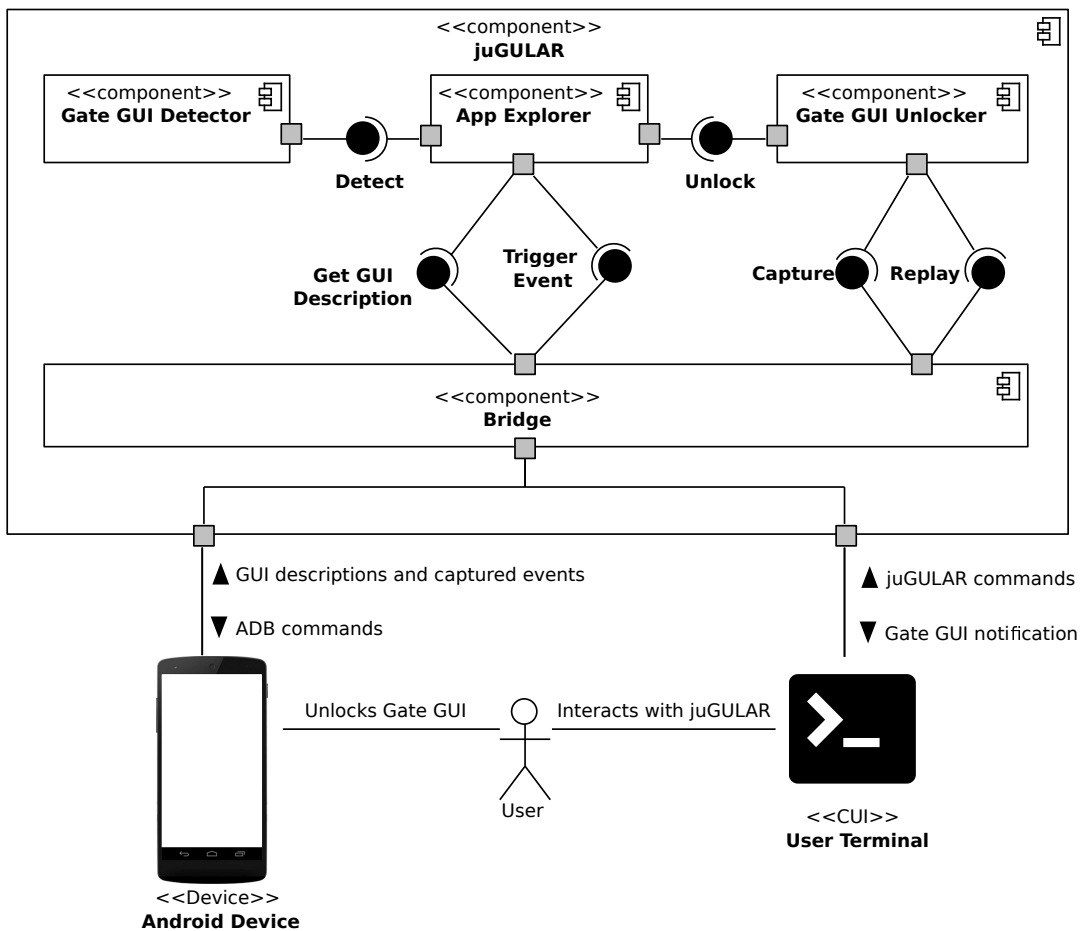 <<component>>
juGULAR
<<component>>
Gate GUI Detector
<<component>>
App Explorer
<<component>>
Gate GUI Unlocker
Detect
Unlock
Get GUI
Description
Trigger
Event
Capture
Replay
<<component>>
Bridge
GUI descriptions and captured events
ADB commands
juGULAR commands
Gate GUI notification
Unlocks Gate GUI
Interacts with juGULAR
User
<<CUI>>
User Terminal
<<Device>>
Android Device